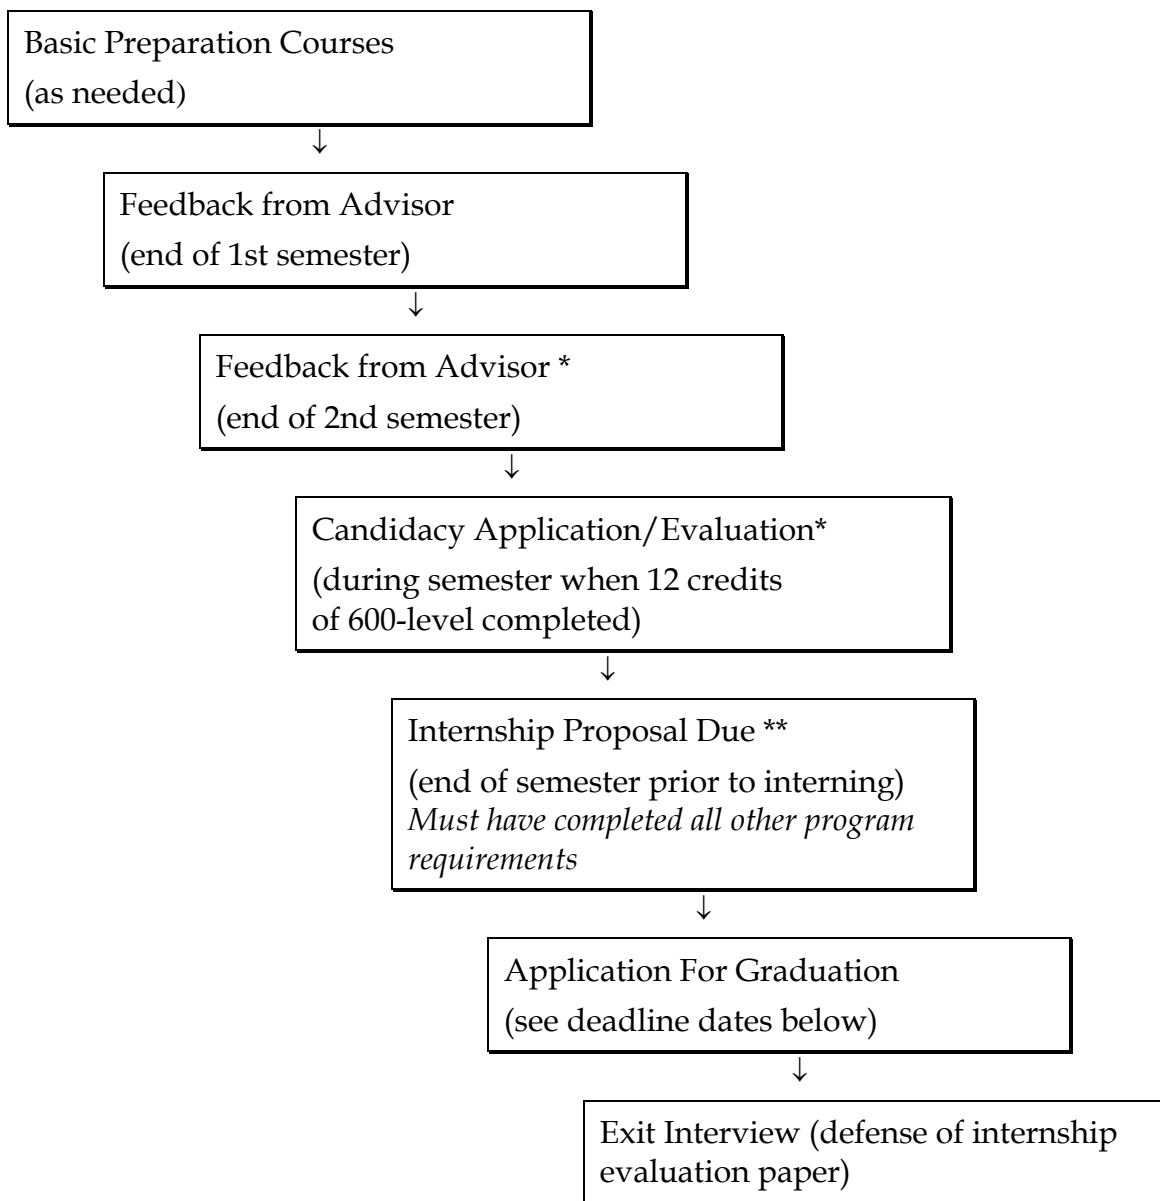 Basic Preparation Courses
(as needed)
↓
Feedback from Advisor
(end of 1st semester)
↓
Feedback from Advisor *
(end of 2nd semester)
↓
Candidacy Application/Evaluation*
(during semester when 12 credits
of 600-level completed)
↓
Internship Proposal Due **
(end of semester prior to interning)
Must have completed all other program
requirements
↓
Application For Graduation
(see deadline dates below)
↓
Exit Interview (defense of internship
evaluation paper)